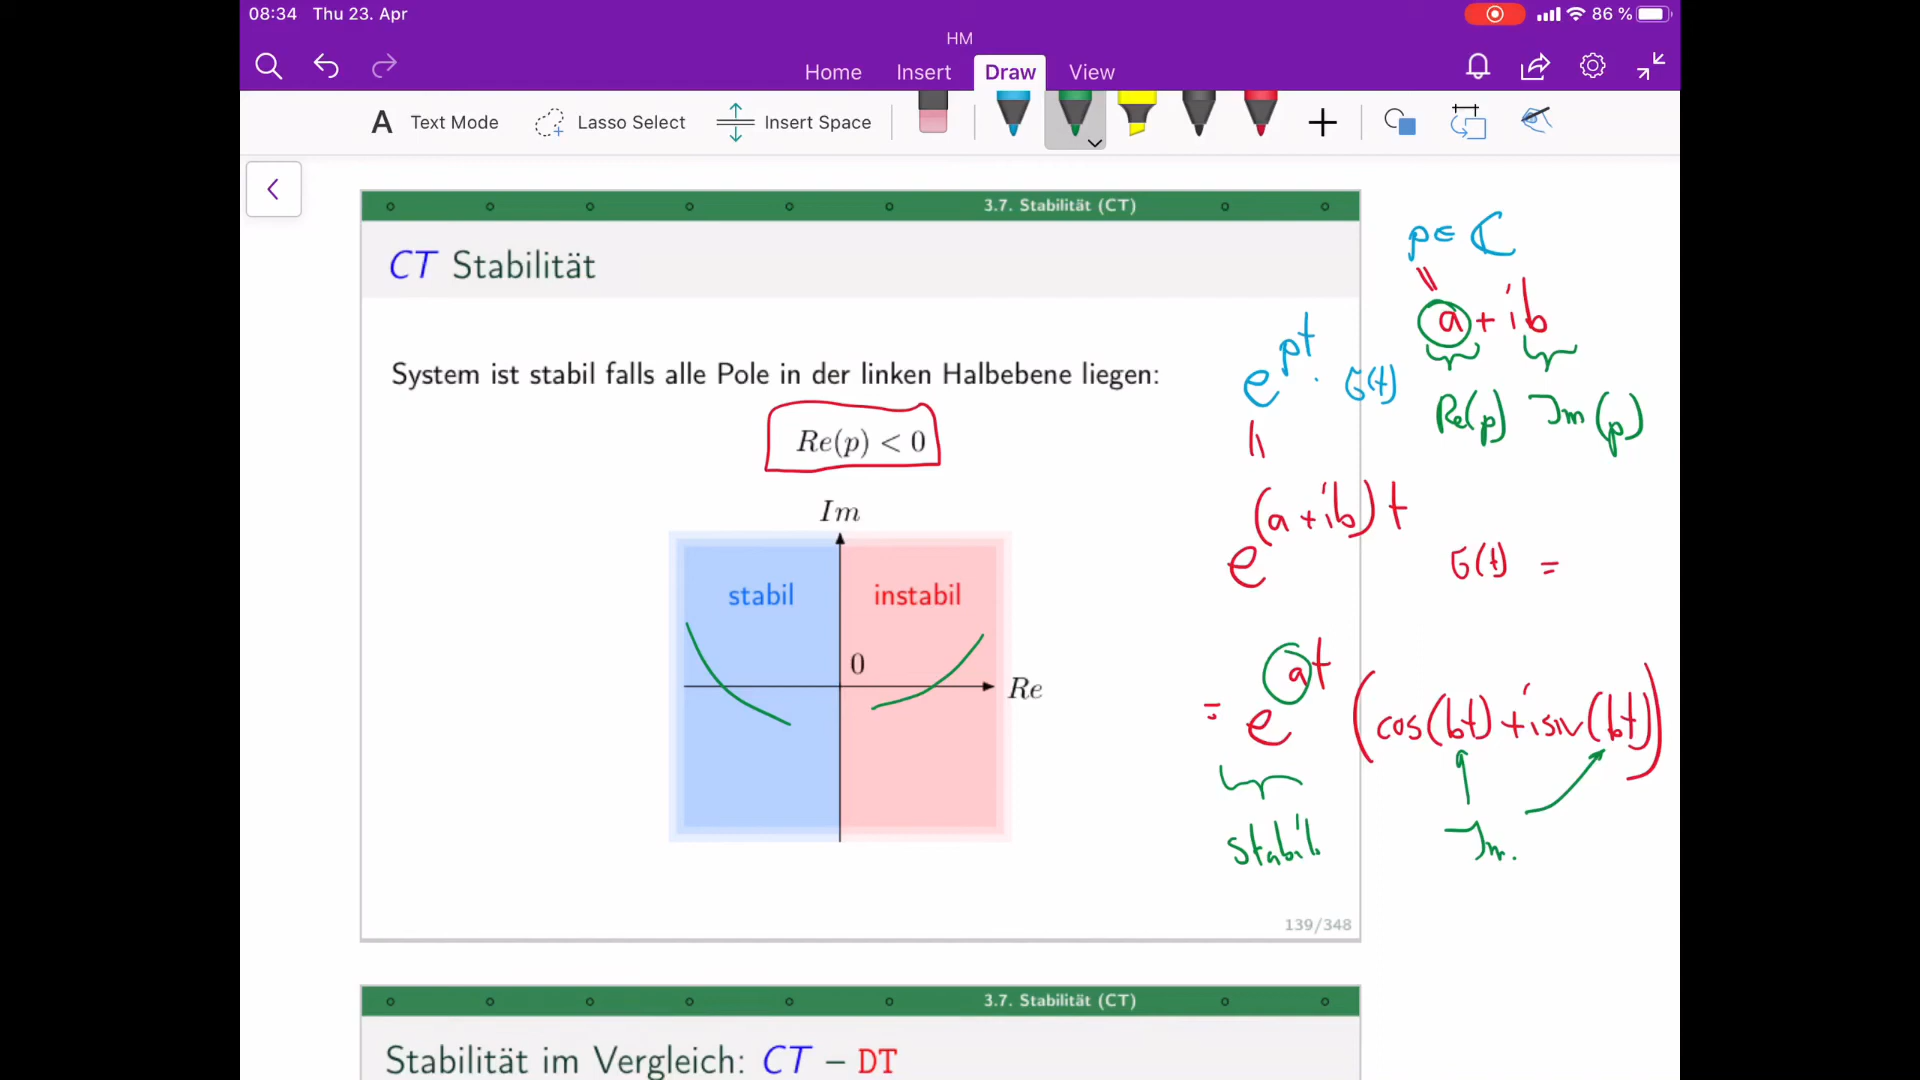 08:34 Thu 23. Apr
86 %
HM
Home Insert Draw View
A Text Mode Lasso Select Insert Space
3.7. Stabilität (CT)
CT Stabilität
System ist stabil falls alle Pole in der linken Halbebene liegen:
Re(p) < 0
Im
stabil instabil
0
Re
139/348
p ∈ ℂ
=
a + ib
Re(p) Im(p)
e^{pt} · σ(t)
=
e^{(a+ib)t} σ(t) =
= e^{at} (cos(bt) + i sin(bt))
stabil. Im.
3.7. Stabilität (CT)
Stabilität im Vergleich: CT – DT